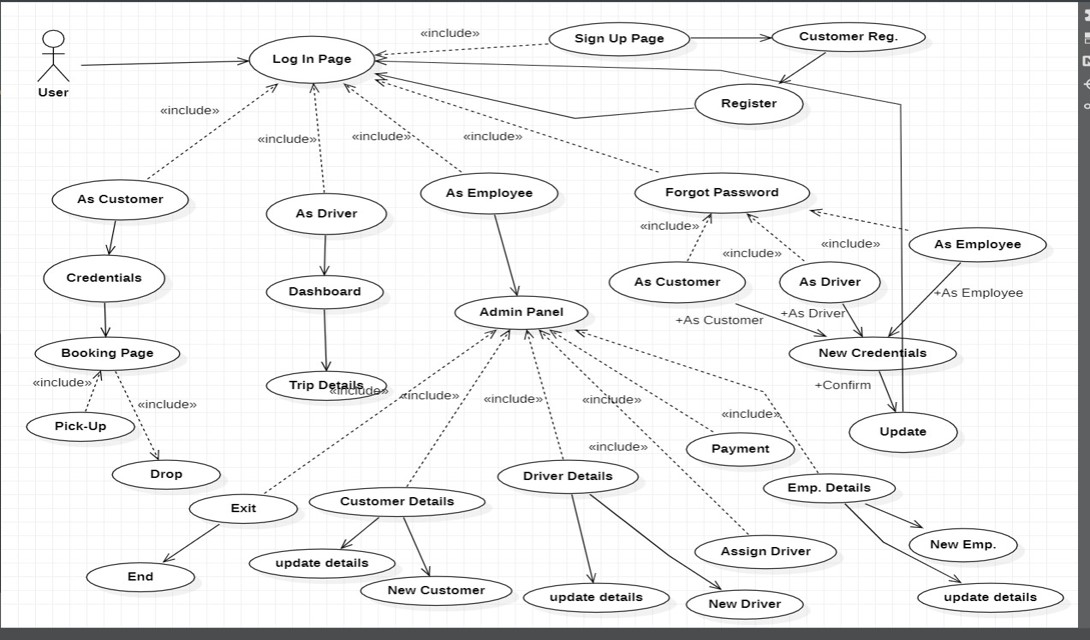 «include»
Sign Up Page
Customer Reg.
Log In Page
User
Register
«include»
«include»
«include»
«include»
As Customer
As Driver
As Employee
Forgot Password
«include»
«include»
«include»
As Employee
Credentials
Dashboard
As Customer
As Driver
+As Employee
Admin Panel
+As Customer
+As Driver
Booking Page
New Credentials
«include»
Trip Details
«include»
+Confirm
«include»
«include»
«include»
«include»
«include»
Pick-Up
Update
«include»
Payment
Drop
Driver Details
Emp. Details
Exit
Customer Details
Assign Driver
New Emp.
update details
End
New Customer
update details
New Driver
update details